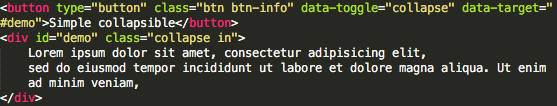 <button type="button" class="btn btn-info" data-toggle="collapse" data-target="
#demo">Simple collapsible</button>
<div id="demo" class="collapse in">
    Lorem ipsum dolor sit amet, consectetur adipisicing elit,
    sed do eiusmod tempor incididunt ut labore et dolore magna aliqua. Ut enim
    ad minim veniam,
</div>